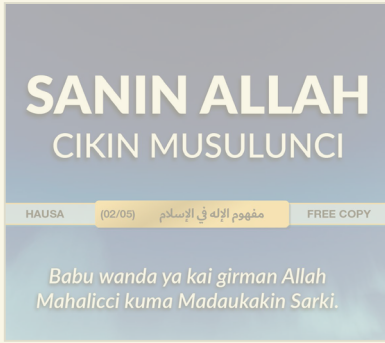 SANIN ALLAH
CIKIN MUSULUNCI
HAUSA (02/05) مفهوم الإله في الإسلام FREE COPY
Babu wanda ya kai girman Allah
Mahalicci kuma Madaukakin Sarki.